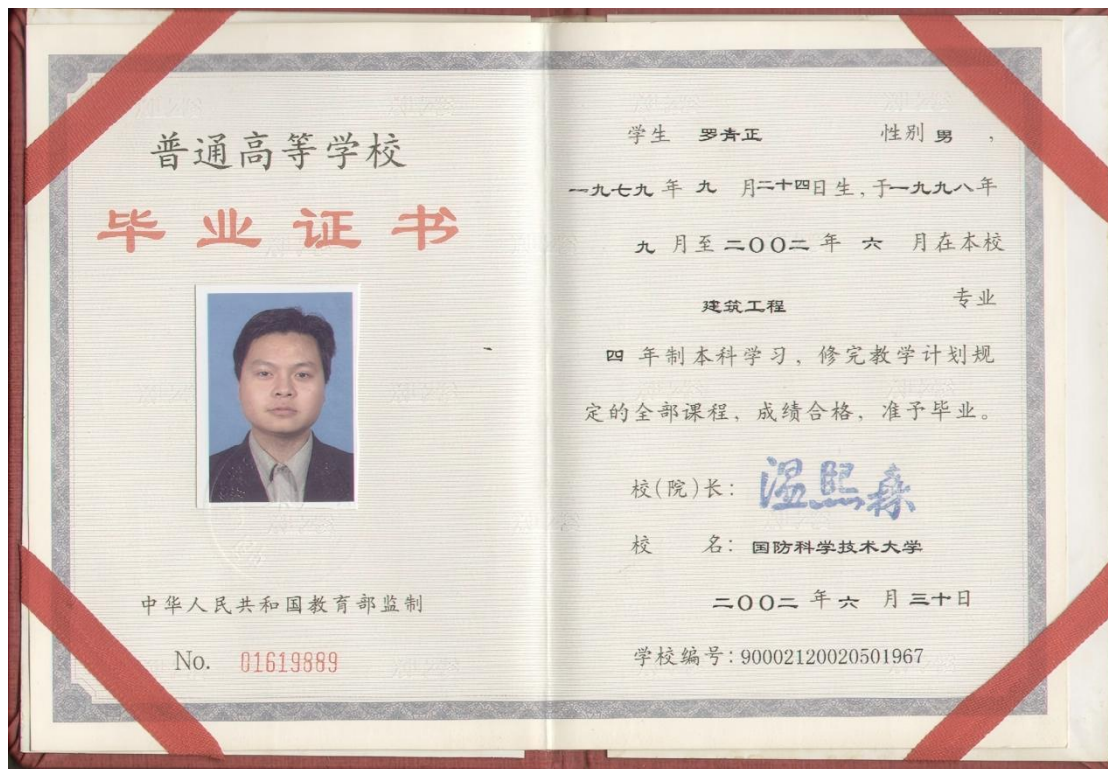 普通高等学校
毕业证书
中华人民共和国教育部监制
No. 01619889
学生 罗青正 性别 男,
一九七九年 九 月二十四日生,于一九九八年
九 月至 二〇〇二 年 六 月在本校
建筑工程 专业
四 年制本科学习,修完教学计划规
定的全部课程,成绩合格,准予毕业。
校(院)长: 温熙森
校 名: 国防科学技术大学
二〇〇二 年 六 月 三十日
学校编号:90002120020501967